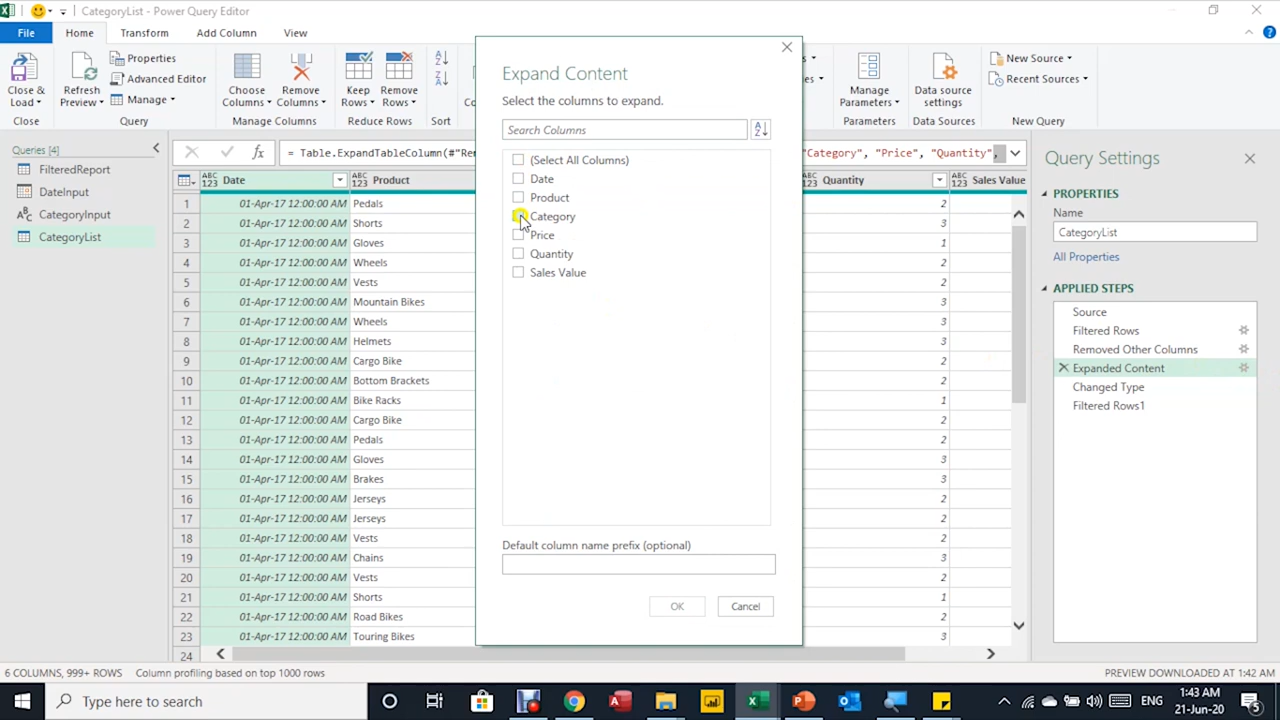 CategoryList - Power Query Editor
File Home Transform Add Column View
Close & Load
Refresh Preview
Properties
Advanced Editor
Manage
Choose Columns
Remove Columns
Keep Rows
Remove Rows
Manage Parameters
Data source settings
New Source
Recent Sources
Close Query Manage Columns Reduce Rows Sort Parameters Data Sources New Query
Queries [4]
FilteredReport
DateInput
CategoryInput
CategoryList
= Table.ExpandTableColumn(#"Re
"Category", "Price", "Quantity",
Date Product Quantity Sales Value
1 01-Apr-17 12:00:00 AM Pedals 2
2 01-Apr-17 12:00:00 AM Shorts 3
3 01-Apr-17 12:00:00 AM Gloves 1
4 01-Apr-17 12:00:00 AM Wheels 2
5 01-Apr-17 12:00:00 AM Vests 2
6 01-Apr-17 12:00:00 AM Mountain Bikes 3
7 01-Apr-17 12:00:00 AM Wheels 3
8 01-Apr-17 12:00:00 AM Helmets 3
9 01-Apr-17 12:00:00 AM Cargo Bike 2
10 01-Apr-17 12:00:00 AM Bottom Brackets 2
11 01-Apr-17 12:00:00 AM Bike Racks 1
12 01-Apr-17 12:00:00 AM Cargo Bike 2
13 01-Apr-17 12:00:00 AM Pedals 2
14 01-Apr-17 12:00:00 AM Gloves 1
15 01-Apr-17 12:00:00 AM Brakes 3
16 01-Apr-17 12:00:00 AM Jerseys 2
17 01-Apr-17 12:00:00 AM Jerseys 2
18 01-Apr-17 12:00:00 AM Vests 2
19 01-Apr-17 12:00:00 AM Chains 3
20 01-Apr-17 12:00:00 AM Vests 2
21 01-Apr-17 12:00:00 AM Shorts 1
22 01-Apr-17 12:00:00 AM Road Bikes 2
23 01-Apr-17 12:00:00 AM Touring Bikes 3
24
Expand Content
Select the columns to expand.
Search Columns
(Select All Columns)
Date
Product
Category
Price
Quantity
Sales Value
Default column name prefix (optional)
OK Cancel
Query Settings
PROPERTIES
Name
CategoryList
All Properties
APPLIED STEPS
Source
Filtered Rows
Removed Other Columns
Expanded Content
Changed Type
Filtered Rows1
6 COLUMNS, 999+ ROWS Column profiling based on top 1000 rows PREVIEW DOWNLOADED AT 1:42 AM
Type here to search
ENG
1:43 AM
21-Jun-20
5